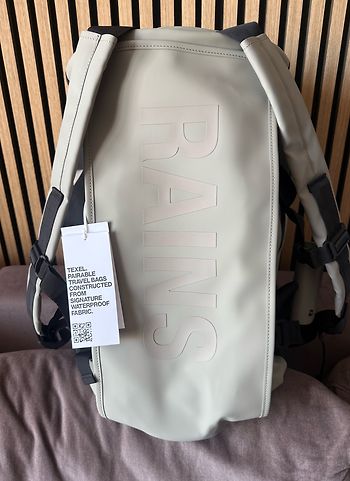 RAINS
TEXEL.
PAIRABLE
TRAVEL BAGS
CONSTRUCTED
FROM
SIGNATURE
WATERPROOF
FABRIC.